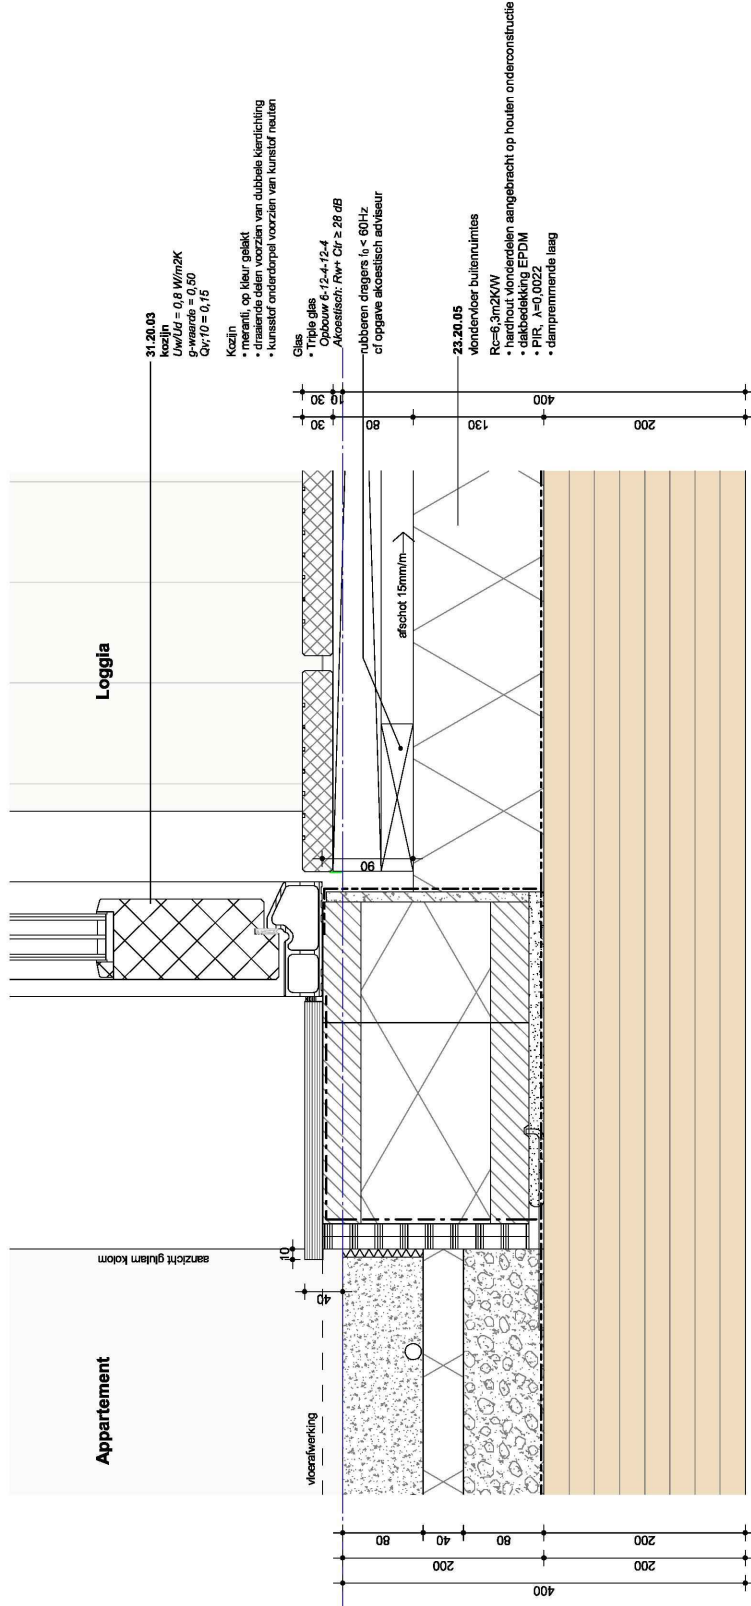 Appartement
Loggia
aanzicht glulam kolom
vloerafwerking
afschot 15mm/m
31.20.03
kozijn
Uw/Ud = 0,8 W/m2K
g-waarde = 0,50
Qv;10 = 0,15
Kozijn
• meranti, op kleur gelakt
• draaiende delen voorzien van dubbele kierdichting
• kunsstof onderdorpel voorzien van kunstof neuten
Glas
• Triple glas
Opbouw 6-12-4-12-4
Akoestisch: Rw+ Ctr ≥ 28 dB
rubberen dragers f0 < 60Hz
cf opgave akoestisch adviseur
23.20.05
vlondervloer buitenruimtes
Rc=6,3m2K/W
• hardhout vlonderdelen aangebracht op houten onderconstructie
• dakbedekking EPDM
• PIR, λ=0,0022
• dampremmende laag
10
40
90
30
10
400
30
80
130
200
80
40
80
200
200
200
400